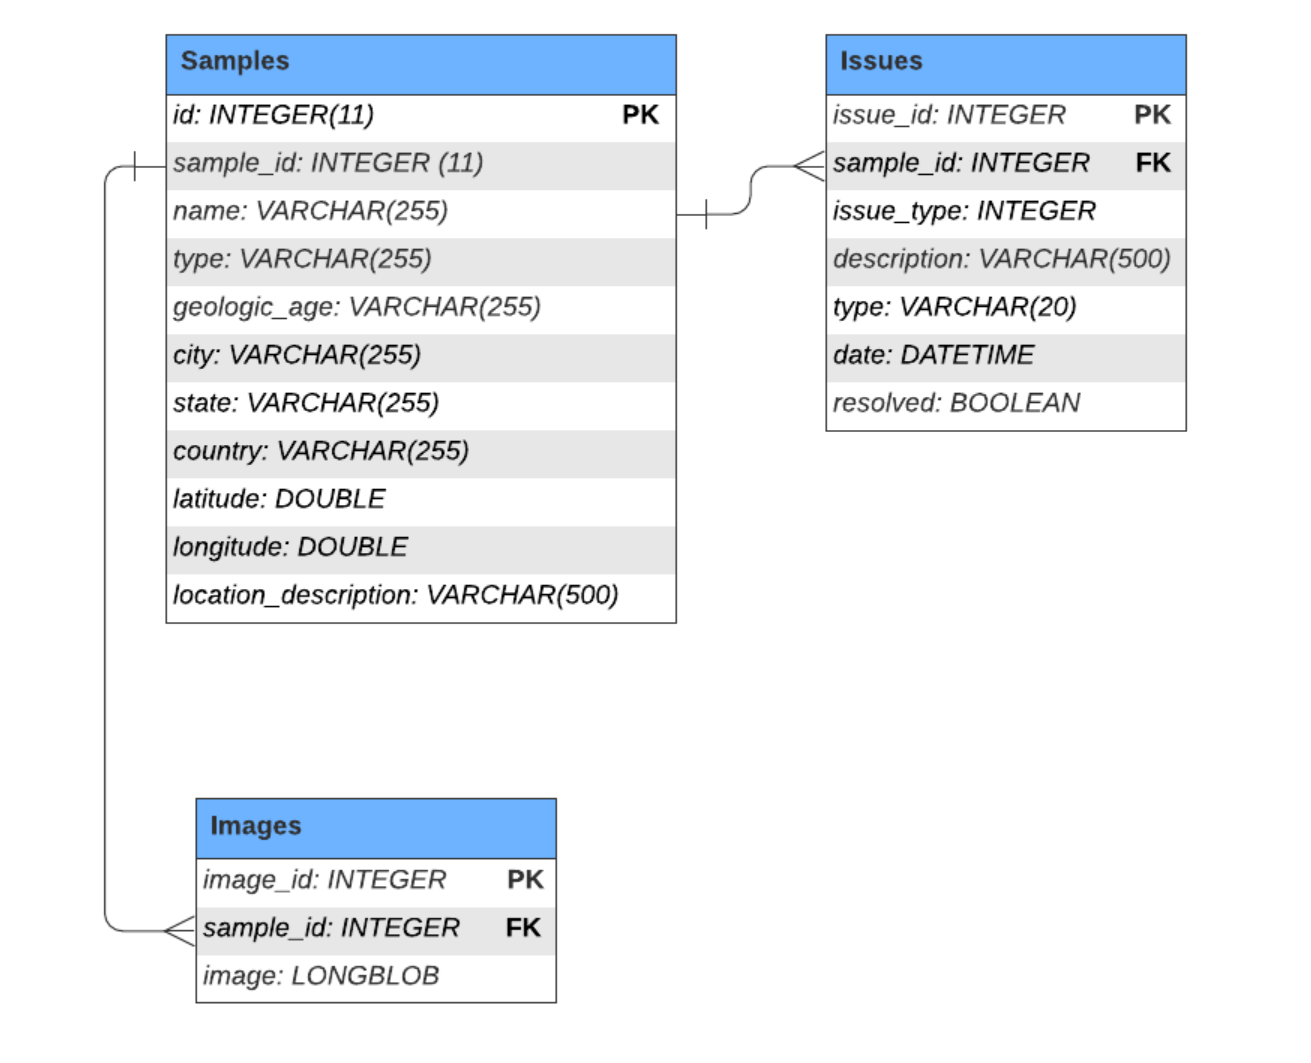 Samples
id: INTEGER(11) PK
sample_id: INTEGER (11)
name: VARCHAR(255)
type: VARCHAR(255)
geologic_age: VARCHAR(255)
city: VARCHAR(255)
state: VARCHAR(255)
country: VARCHAR(255)
latitude: DOUBLE
longitude: DOUBLE
location_description: VARCHAR(500)
Issues
issue_id: INTEGER PK
sample_id: INTEGER FK
issue_type: INTEGER
description: VARCHAR(500)
type: VARCHAR(20)
date: DATETIME
resolved: BOOLEAN
Images
image_id: INTEGER PK
sample_id: INTEGER FK
image: LONGBLOB